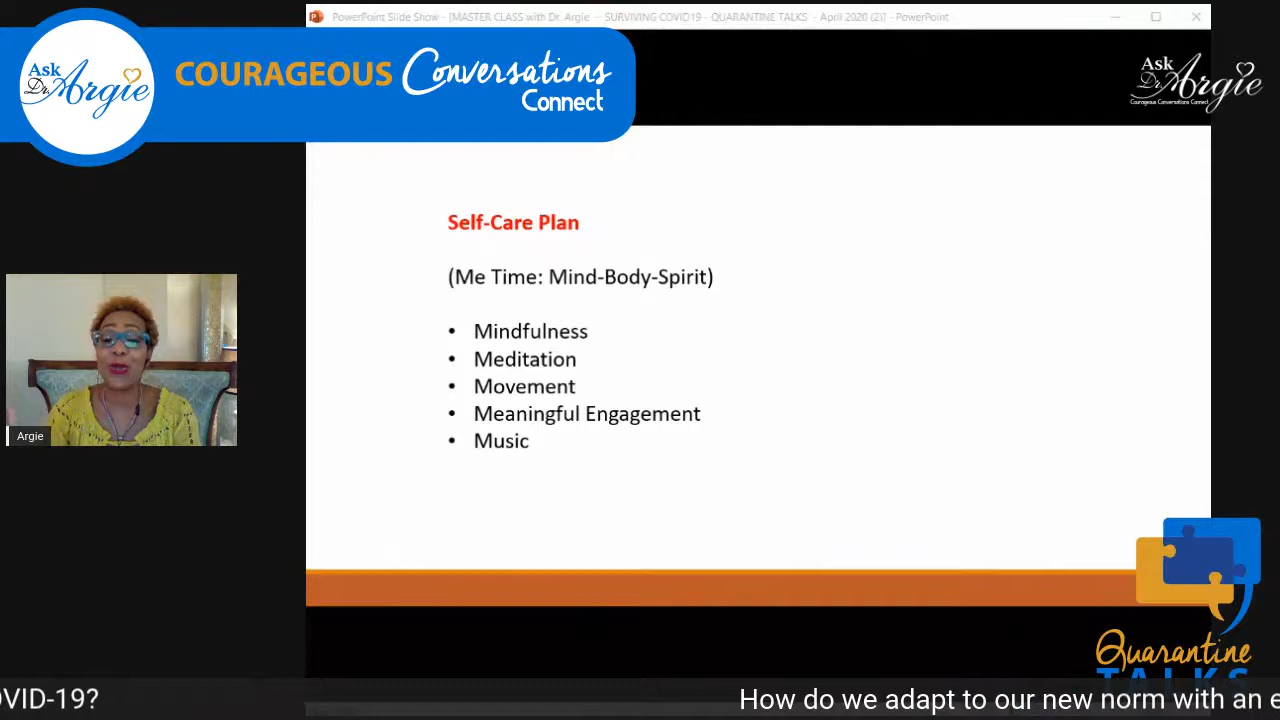 PowerPoint Slide Show - [MASTER CLASS with Dr. Argie -- SURVIVING COVID19 - QUARANTINE TALKS - April 2020 (2)] - PowerPoint
Ask
Dr. Argie
COURAGEOUS Conversations
Connect
Ask
Dr. Argie
Courageous Conversations Connect
Self-Care Plan
(Me Time: Mind-Body-Spirit)
• Mindfulness
• Meditation
• Movement
• Meaningful Engagement
• Music
Argie
Quarantine
TALKS
OVID-19? How do we adapt to our new norm with an e